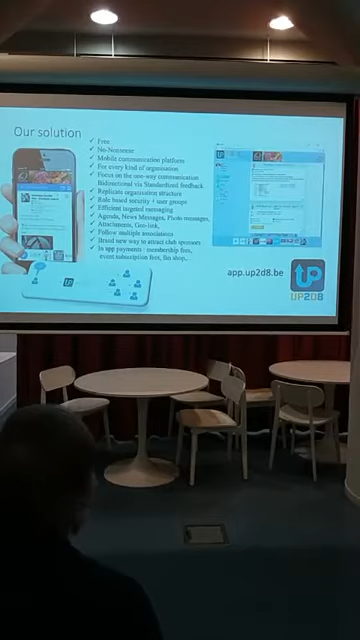 Our solution
✓ Free
✓ No-Nonsense
✓ Mobile communication platform
✓ For every kind of organisation
✓ Focus on the one-way communication
Bidirectional via Standardized feedback
✓ Replicate organisation structure
✓ Role based security + user groups
✓ Efficient targeted messaging
✓ Agenda, News Messages, Photo messages,
Attachments, Geo-link,
✓ Follow multiple associations
✓ Brand new way to attract club sponsors
✓ In app payments : membership fees,
event subscription fees, fan shop,...
app.up2d8.be
UP
UP2D8